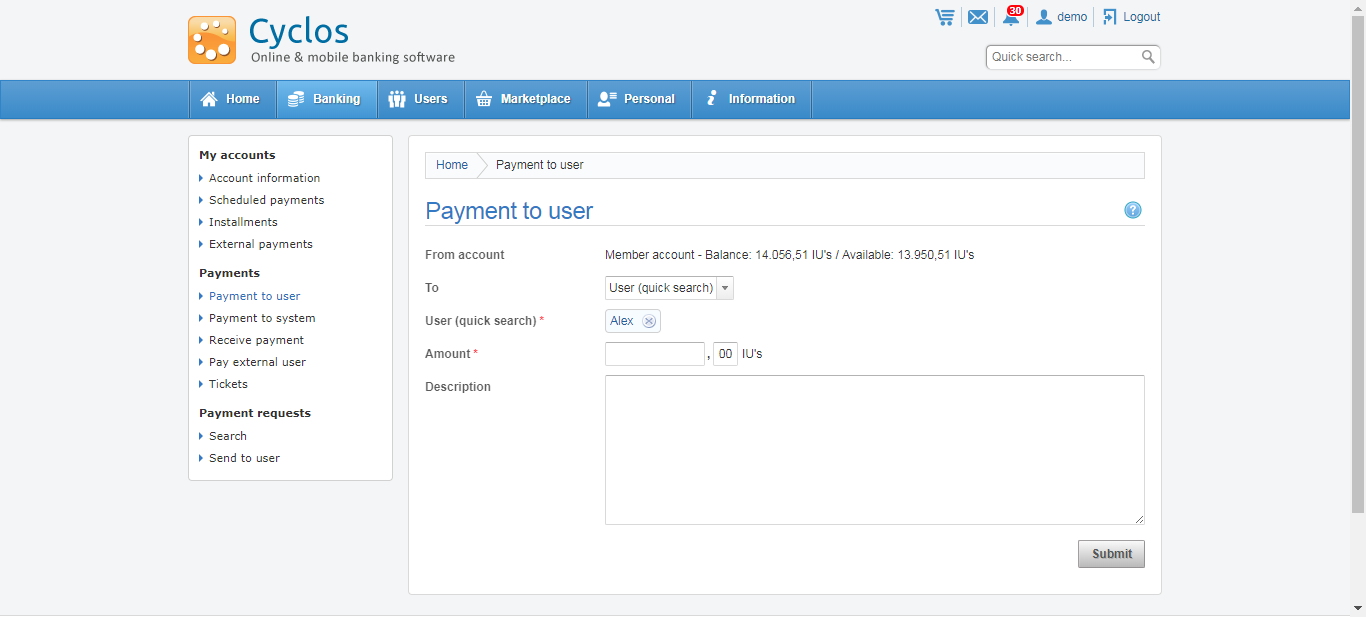 Cyclos
Online & mobile banking software
30
demo
Logout
Quick search...
Home
Banking
Users
Marketplace
Personal
Information
My accounts
Account information
Scheduled payments
Installments
External payments
Payments
Payment to user
Payment to system
Receive payment
Pay external user
Tickets
Payment requests
Search
Send to user
Home
Payment to user
Payment to user
?
From account
Member account - Balance: 14.056,51 IU's / Available: 13.950,51 IU's
To
User (quick search)
User (quick search) *
Alex
Amount *
, 00 IU's
Description
Submit